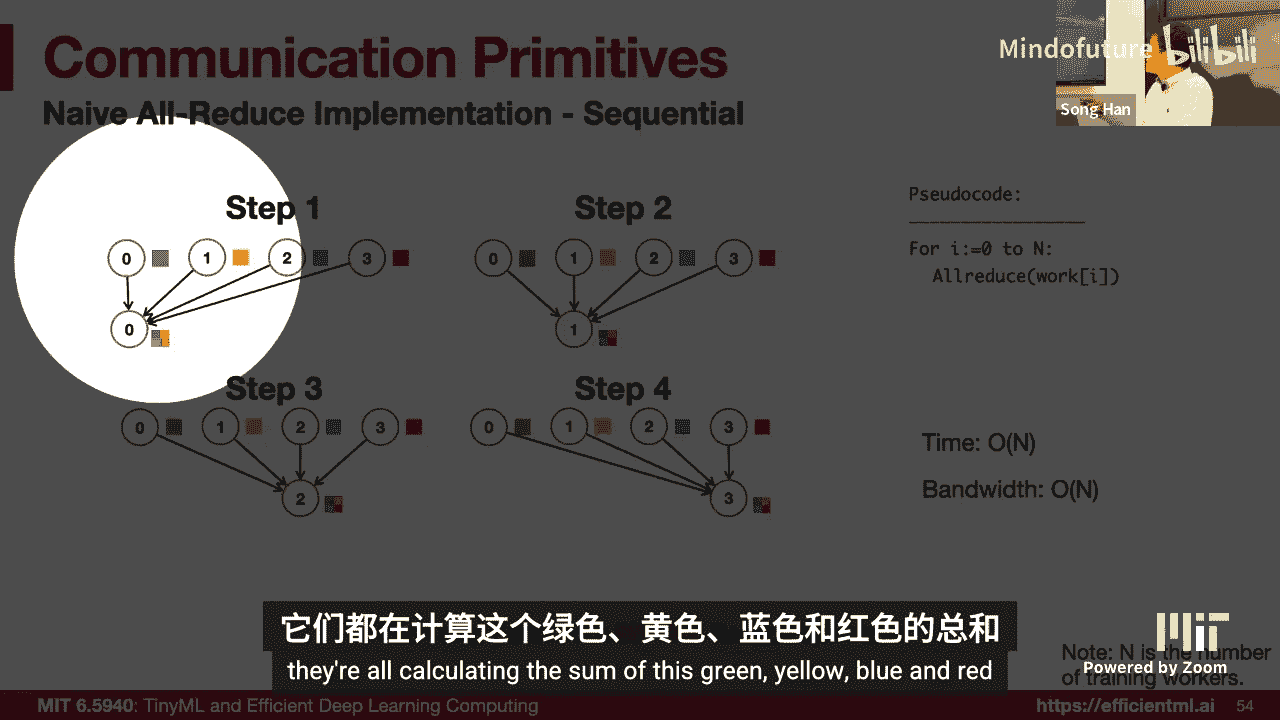 Communication Primitives
Naive All-Reduce Implementation - Sequential
Mindofuture bilibili
Song Han
Step 1
0 1 2 3
0
Step 2
0 1 2 3
1
Step 3
0 1 2 3
2
Step 4
0 1 2 3
3
Pseudocode:
For i:=0 to N:
Allreduce(work[i])
Time: O(N)
Bandwidth: O(N)
它们都在计算这个绿色、黄色、蓝色和红色的总和
they're all calculating the sum of this green, yellow, blue and red
MIT
Note: N is the number
of training workers.
Powered by Zoom
MIT 6.5940: TinyML and Efficient Deep Learning Computing
https://efficientml.ai
54